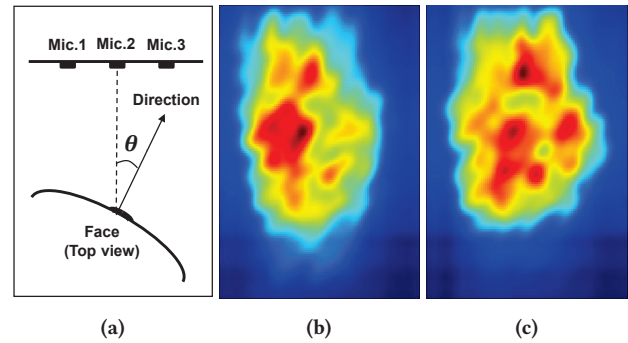 Mic.1 Mic.2 Mic.3
Direction
θ
Face
(Top view)
(a) (b) (c)